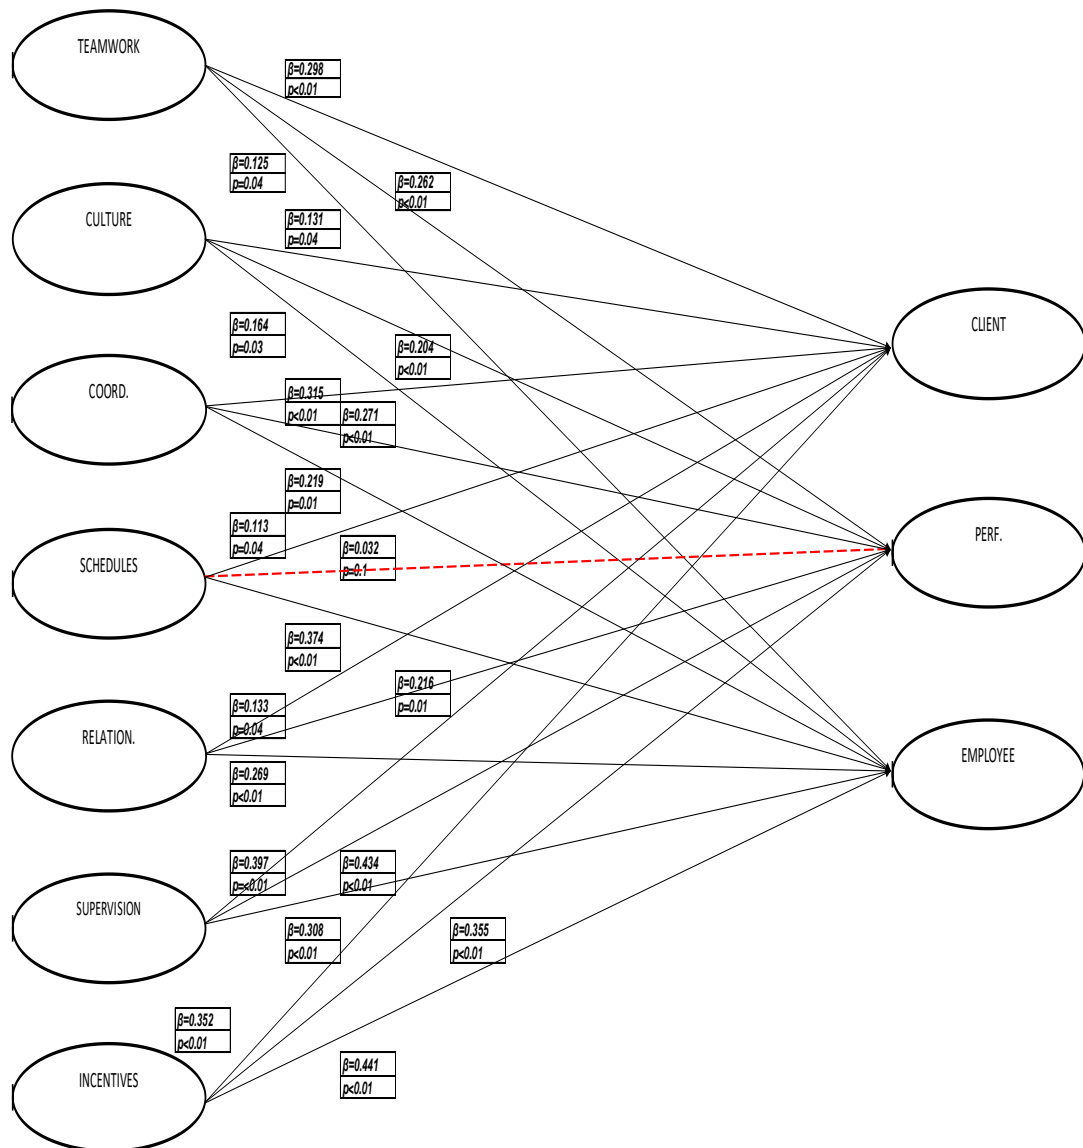 TEAMWORK
β=0.298
p<0.01
β=0.125
p=0.04
β=0.262
p<0.01
CULTURE
β=0.131
p=0.04
CLIENT
β=0.164
p=0.03
β=0.204
p<0.01
COORD.
β=0.315
p<0.01
β=0.271
p<0.01
β=0.219
p=0.01
β=0.113
p=0.04
PERF.
SCHEDULES
β=0.032
p=0.1
β=0.374
p<0.01
β=0.216
p=0.01
β=0.133
p=0.04
RELATION.
EMPLOYEE
β=0.269
p<0.01
β=0.397
p=<0.01
β=0.434
p<0.01
SUPERVISION
β=0.308
p<0.01
β=0.355
p<0.01
β=0.352
p<0.01
β=0.441
p<0.01
INCENTIVES